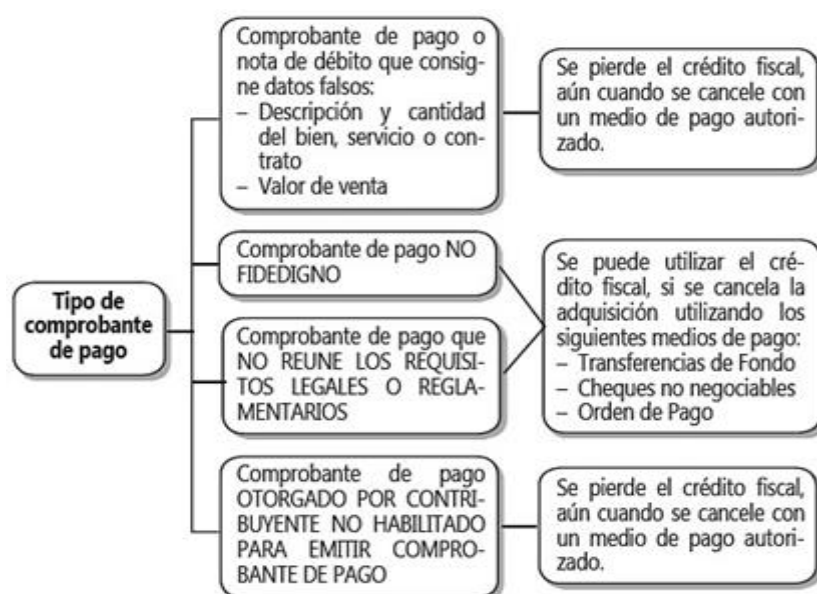 Tipo de
comprobante
de pago
Comprobante de pago o
nota de débito que consig-
ne datos falsos:
– Descripción y cantidad
del bien, servicio o con-
trato
– Valor de venta
Se pierde el crédito fiscal,
aún cuando se cancele con
un medio de pago autori-
zado.
Comprobante de pago NO
FIDEDIGNO
Comprobante de pago que
NO REUNE LOS REQUISI-
TOS LEGALES O REGLA-
MENTARIOS
Se puede utilizar el cré-
dito fiscal, si se cancela la
adquisición utilizando los
siguientes medios de pago:
– Transferencias de Fondo
– Cheques no negociables
– Orden de Pago
Comprobante de pago
OTORGADO POR CONTRI-
BUYENTE NO HABILITADO
PARA EMITIR COMPRO-
BANTE DE PAGO
Se pierde el crédito fiscal,
aún cuando se cancele con
un medio de pago autori-
zado.